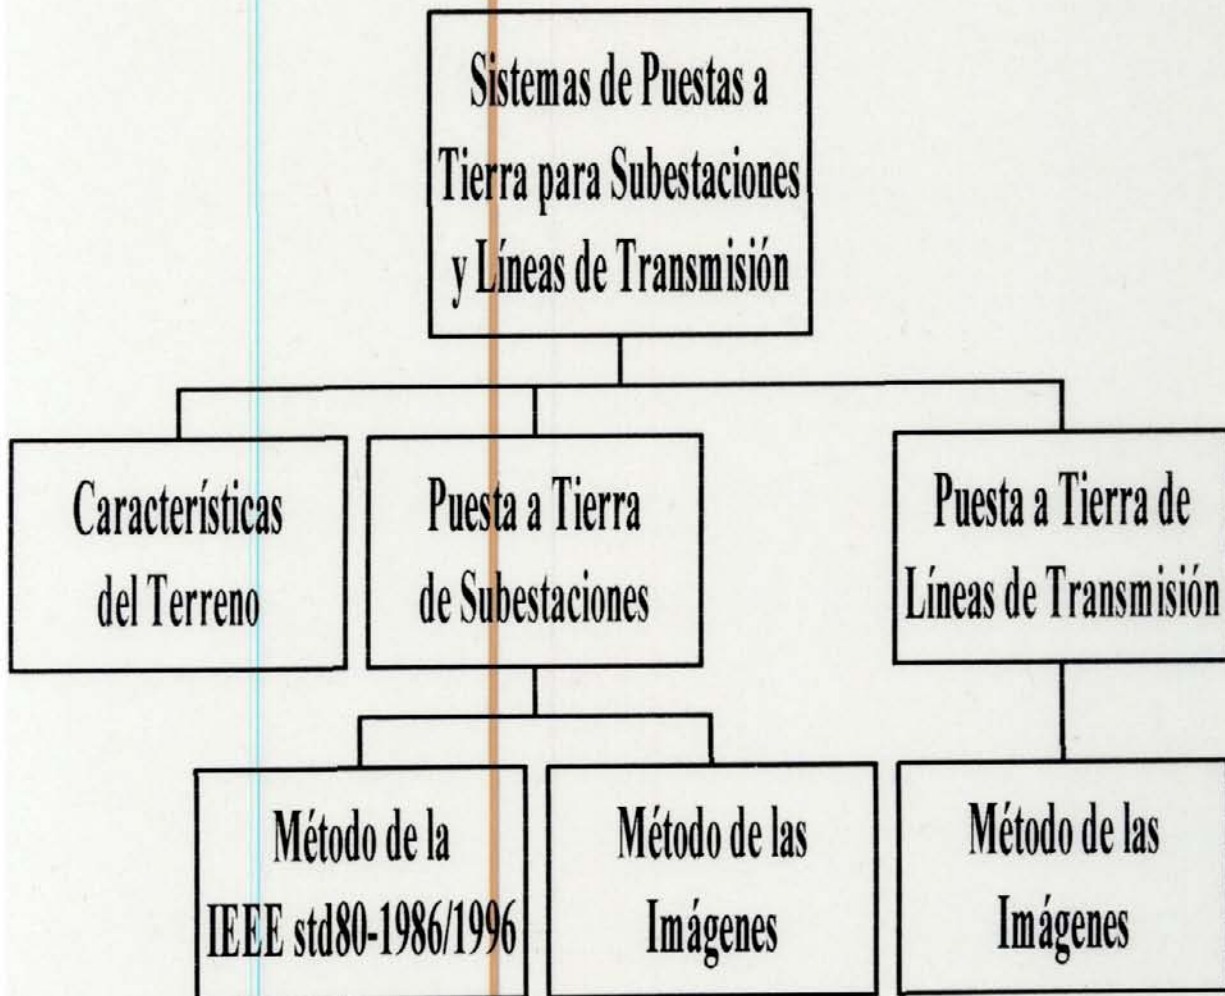 Sistemas de Puestas a
Tierra para Subestaciones
y Líneas de Transmisión
Características
del Terreno
Puesta a Tierra
de Subestaciones
Puesta a Tierra de
Líneas de Transmisión
Método de la
IEEE std80-1986/1996
Método de las
Imágenes
Método de las
Imágenes